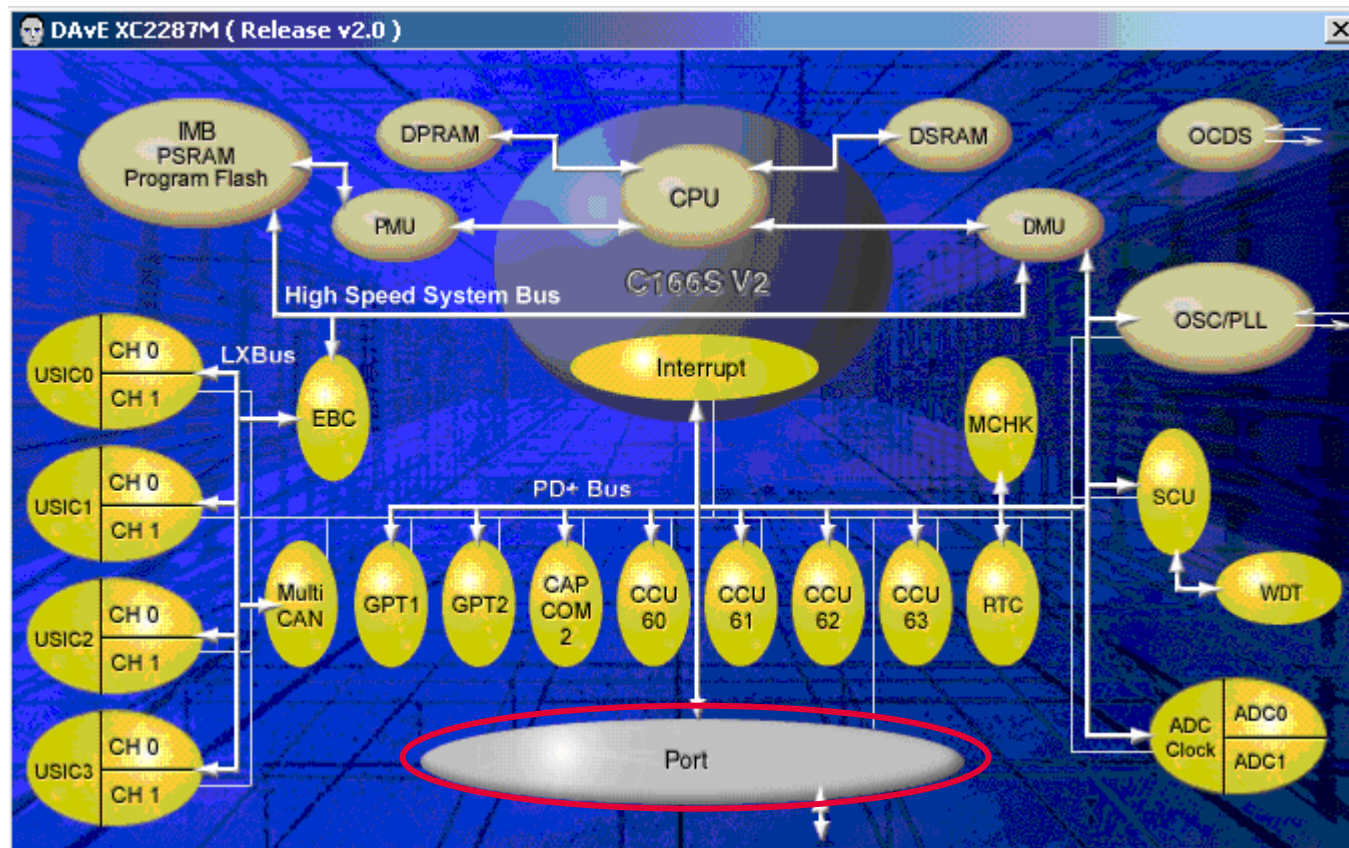 DAvE XC2287M ( Release v2.0 )
IMB
PSRAM
Program Flash
DPRAM
DSRAM
OCDS
CPU
PMU
DMU
C166S V2
High Speed System Bus
OSC/PLL
LXBus
Interrupt
USIC0
CH 0
CH 1
EBC
MCHK
USIC1
CH 0
CH 1
PD+ Bus
SCU
Multi
CAN
GPT1
GPT2
CAP
COM
2
CCU
60
CCU
61
CCU
62
CCU
63
RTC
WDT
USIC2
CH 0
CH 1
USIC3
CH 0
CH 1
Port
ADC
Clock
ADC0
ADC1